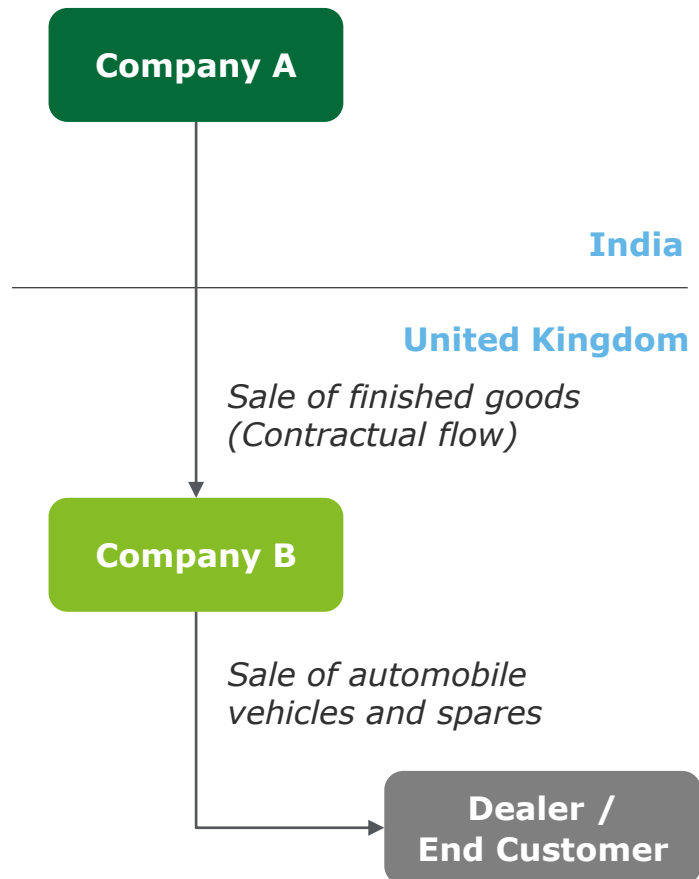 Company A
India
United Kingdom
Sale of finished goods
(Contractual flow)
Company B
Sale of automobile
vehicles and spares
Dealer /
End Customer